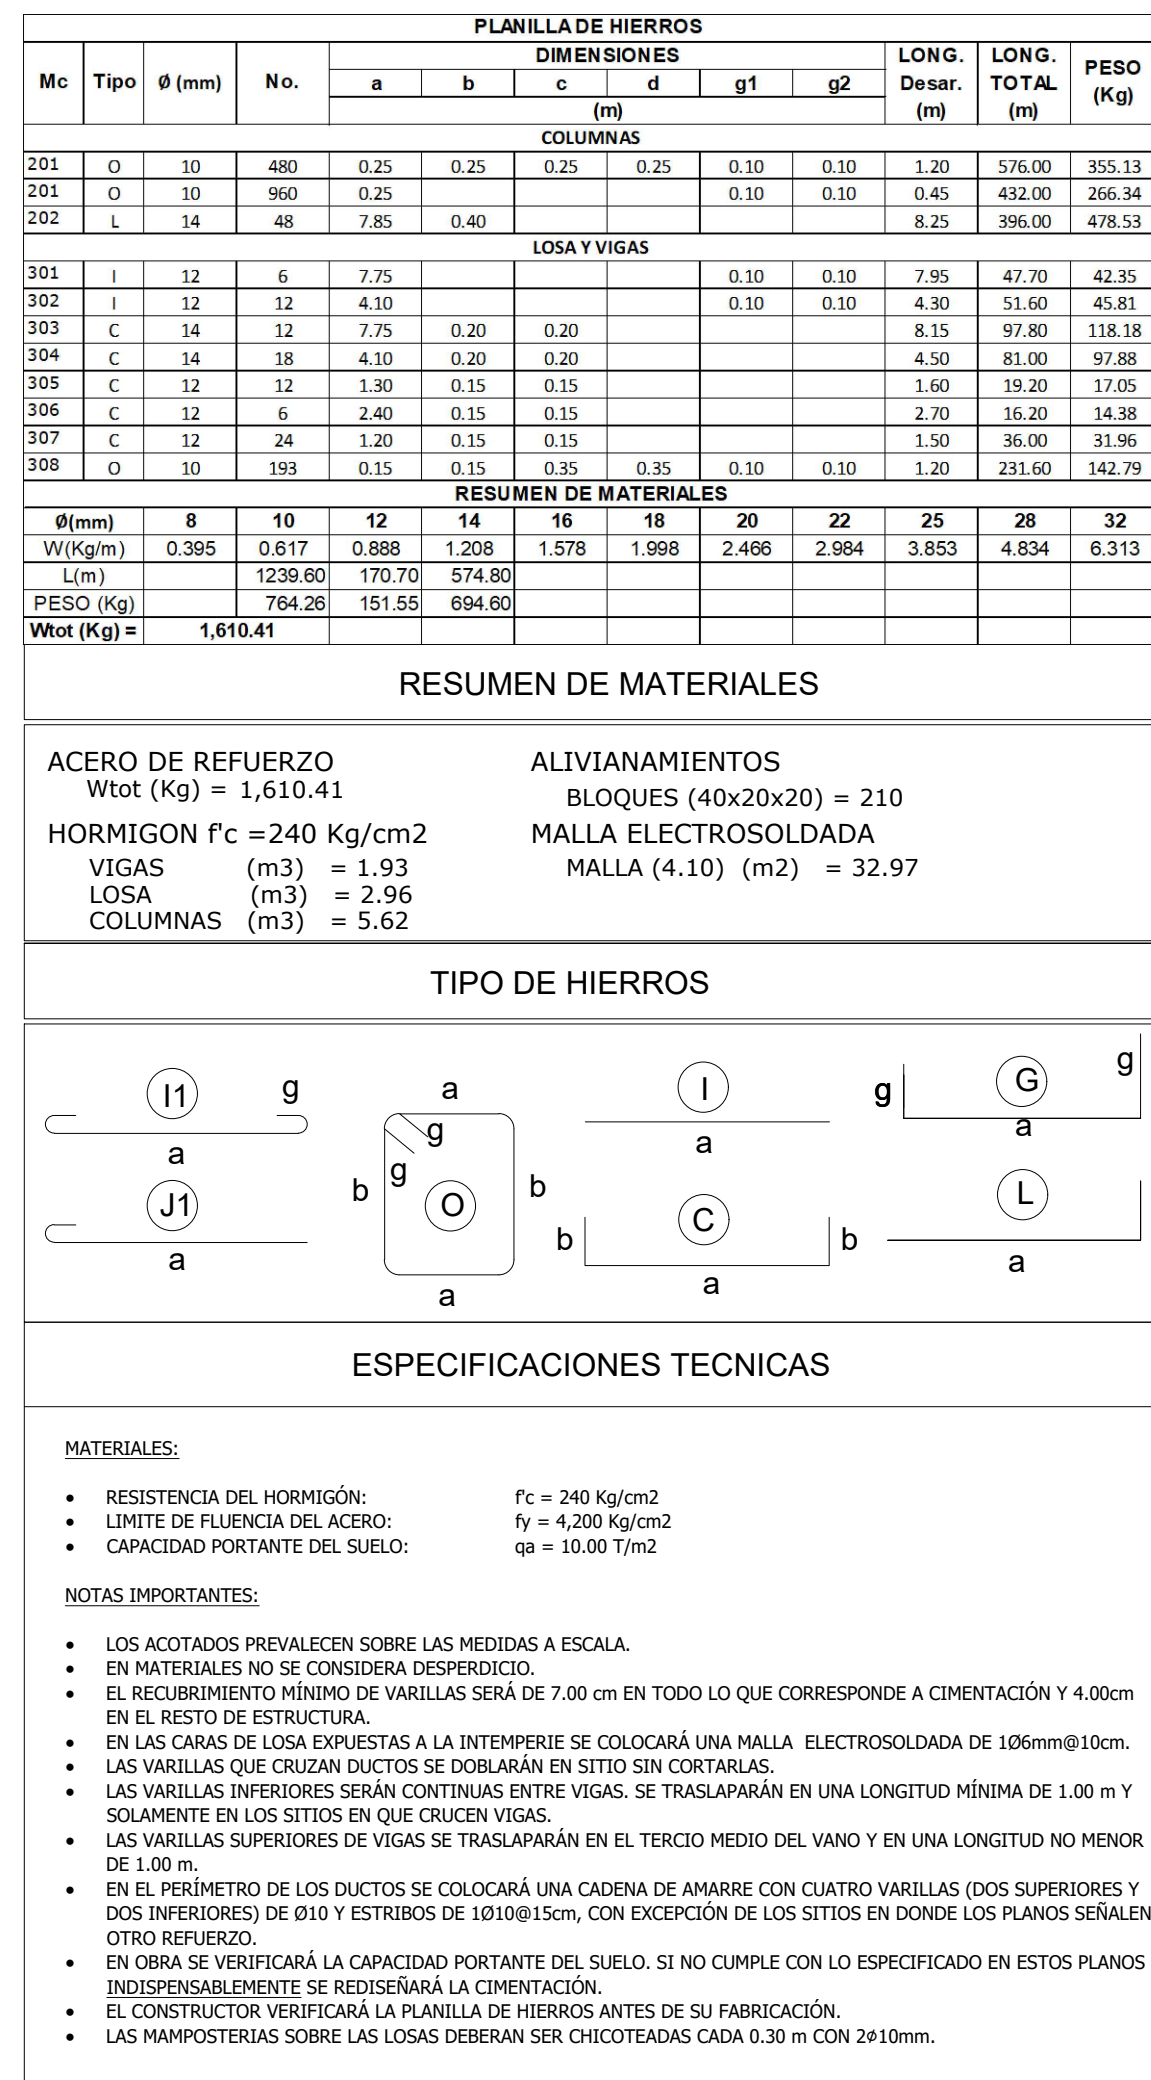 PLANILLA DE HIERROS
Mc Tipo Ø (mm) No. DIMENSIONES LONG. LONG. PESO
a b c d g1 g2 Desar. TOTAL (Kg)
(m) (m) (m)
COLUMNAS
201 O 10 480 0.25 0.25 0.25 0.25 0.10 0.10 1.20 576.00 355.13
201 O 10 960 0.25 0.10 0.10 0.45 432.00 266.34
202 L 14 48 7.85 0.40 8.25 396.00 478.53
LOSA Y VIGAS
301 I 12 6 7.75 0.10 0.10 7.95 47.70 42.35
302 I 12 12 4.10 0.10 0.10 4.30 51.60 45.81
303 C 14 12 7.75 0.20 0.20 8.15 97.80 118.18
304 C 14 18 4.10 0.20 0.20 4.50 81.00 97.88
305 C 12 12 1.30 0.15 0.15 1.60 19.20 17.05
306 C 12 6 2.40 0.15 0.15 2.70 16.20 14.38
307 C 12 24 1.20 0.15 0.15 1.50 36.00 31.96
308 O 10 193 0.15 0.15 0.35 0.35 0.10 0.10 1.20 231.60 142.79
RESUMEN DE MATERIALES
Ø(mm) 8 10 12 14 16 18 20 22 25 28 32
W(Kg/m) 0.395 0.617 0.888 1.208 1.578 1.998 2.466 2.984 3.853 4.834 6.313
L(m) 1239.60 170.70 574.80
PESO (Kg) 764.26 151.55 694.60
Wtot (Kg) = 1,610.41
RESUMEN DE MATERIALES
ACERO DE REFUERZO
Wtot (Kg) = 1,610.41
HORMIGON f'c =240 Kg/cm2
VIGAS (m3) = 1.93
LOSA (m3) = 2.96
COLUMNAS (m3) = 5.62
ALIVIANAMIENTOS
BLOQUES (40x20x20) = 210
MALLA ELECTROSOLDADA
MALLA (4.10) (m2) = 32.97
TIPO DE HIERROS
I1 g
a
J1
a
a
g
g
b O b
a
I
a
b C b
a
g G g
a
L
a
ESPECIFICACIONES TECNICAS
MATERIALES:
• RESISTENCIA DEL HORMIGÓN: f'c = 240 Kg/cm2
• LIMITE DE FLUENCIA DEL ACERO: fy = 4,200 Kg/cm2
• CAPACIDAD PORTANTE DEL SUELO: qa = 10.00 T/m2
NOTAS IMPORTANTES:
• LOS ACOTADOS PREVALECEN SOBRE LAS MEDIDAS A ESCALA.
• EN MATERIALES NO SE CONSIDERA DESPERDICIO.
• EL RECUBRIMIENTO MÍNIMO DE VARILLAS SERÁ DE 7.00 cm EN TODO LO QUE CORRESPONDE A CIMENTACIÓN Y 4.00cm
EN EL RESTO DE ESTRUCTURA.
• EN LAS CARAS DE LOSA EXPUESTAS A LA INTEMPERIE SE COLOCARÁ UNA MALLA ELECTROSOLDADA DE 1Ø6mm@10cm.
• LAS VARILLAS QUE CRUZAN DUCTOS SE DOBLARÁN EN SITIO SIN CORTARLAS.
• LAS VARILLAS INFERIORES SERÁN CONTINUAS ENTRE VIGAS. SE TRASLAPARÁN EN UNA LONGITUD MÍNIMA DE 1.00 m Y
SOLAMENTE EN LOS SITIOS EN QUE CRUCEN VIGAS.
• LAS VARILLAS SUPERIORES DE VIGAS SE TRASLAPARÁN EN EL TERCIO MEDIO DEL VANO Y EN UNA LONGITUD NO MENOR
DE 1.00 m.
• EN EL PERÍMETRO DE LOS DUCTOS SE COLOCARÁ UNA CADENA DE AMARRE CON CUATRO VARILLAS (DOS SUPERIORES Y
DOS INFERIORES) DE Ø10 Y ESTRIBOS DE 1Ø10@15cm, CON EXCEPCIÓN DE LOS SITIOS EN DONDE LOS PLANOS SEÑALEN
OTRO REFUERZO.
• EN OBRA SE VERIFICARÁ LA CAPACIDAD PORTANTE DEL SUELO. SI NO CUMPLE CON LO ESPECIFICADO EN ESTOS PLANOS
INDISPENSABLEMENTE SE REDISEÑARÁ LA CIMENTACIÓN.
• EL CONSTRUCTOR VERIFICARÁ LA PLANILLA DE HIERROS ANTES DE SU FABRICACIÓN.
• LAS MAMPOSTERIAS SOBRE LAS LOSAS DEBERAN SER CHICOTEADAS CADA 0.30 m CON 2ø10mm.